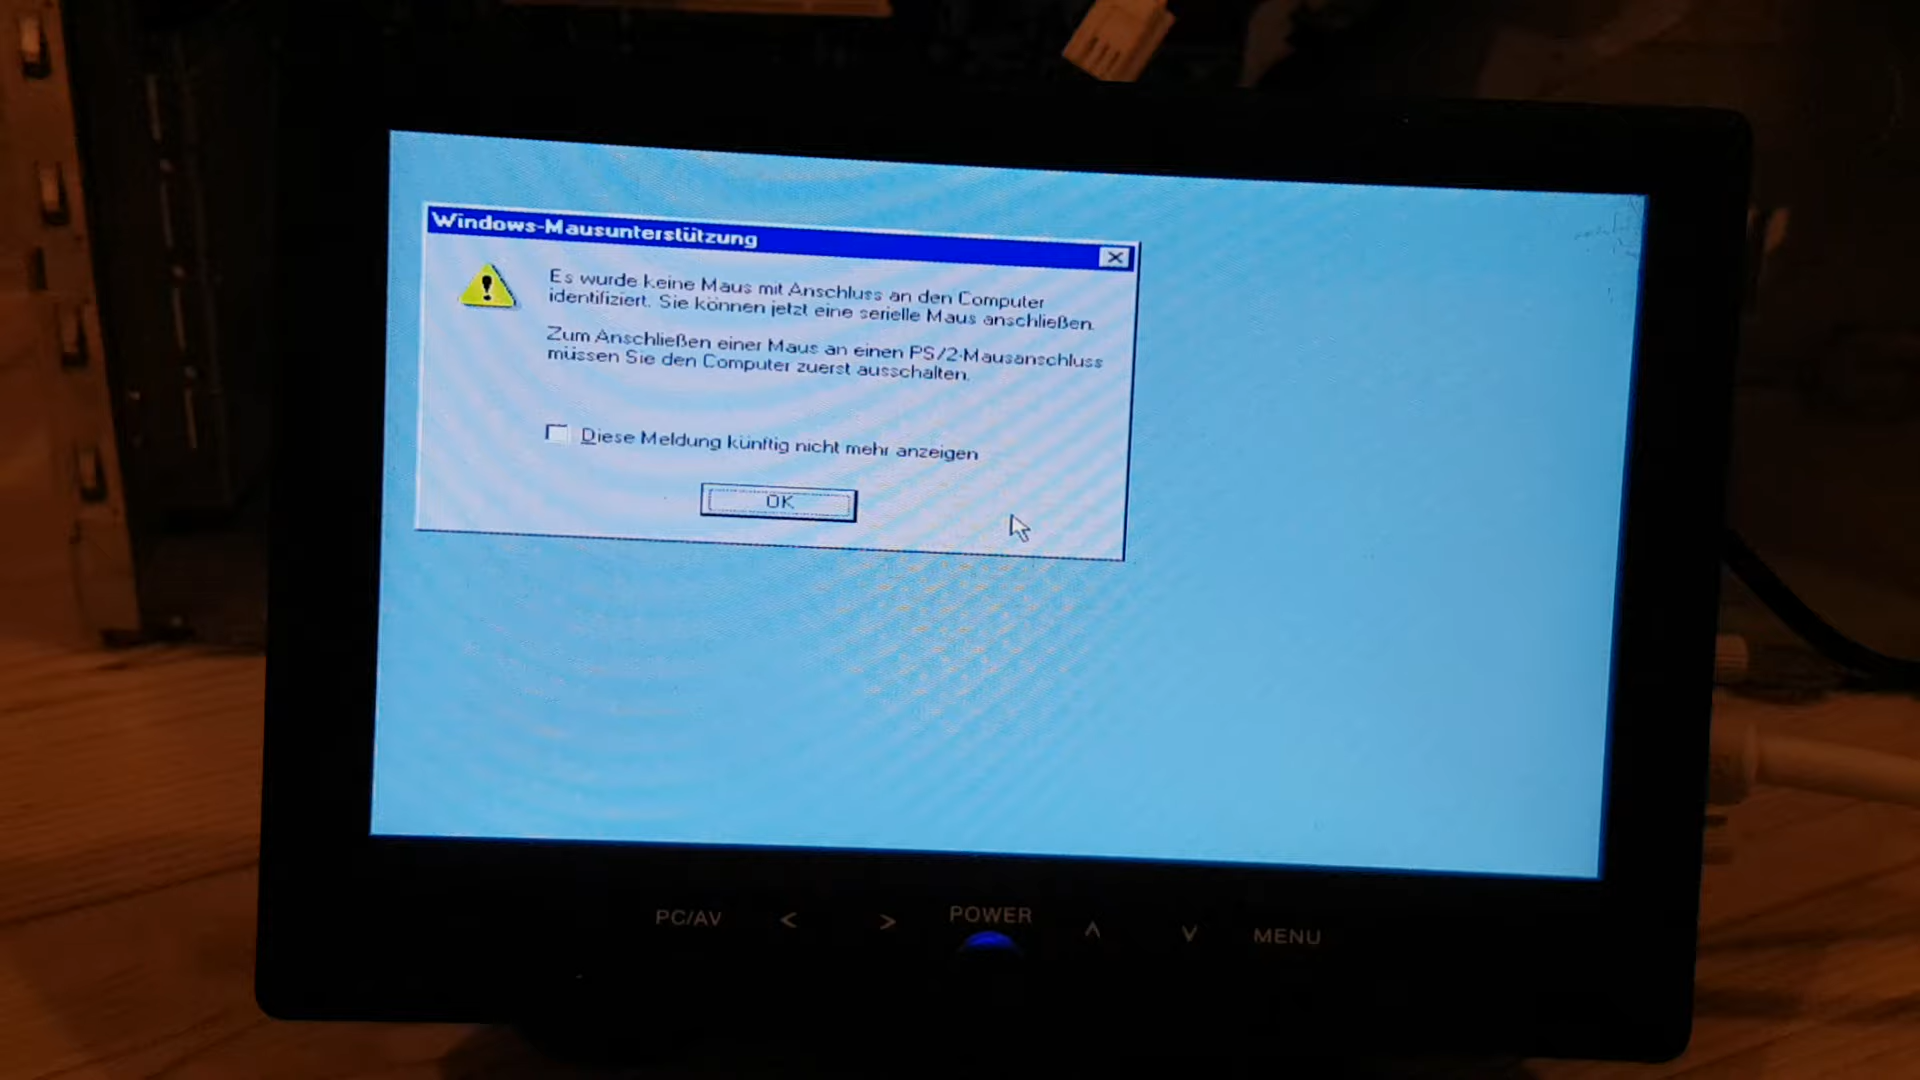 Windows-Mausunterstützung
Es wurde keine Maus mit Anschluss an den Computer
identifiziert. Sie können jetzt eine serielle Maus anschließen.
Zum Anschließen einer Maus an einen PS/2-Mausanschluss
müssen Sie den Computer zuerst ausschalten.
Diese Meldung künftig nicht mehr anzeigen
OK
PC/AV < > POWER ∧ ∨ MENU